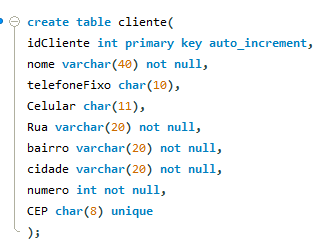 create table cliente(
idCliente int primary key auto_increment,
nome varchar(40) not null,
telefoneFixo char(10),
Celular char(11),
Rua varchar(20) not null,
bairro varchar(20) not null,
cidade varchar(20) not null,
numero int not null,
CEP char(8) unique
);